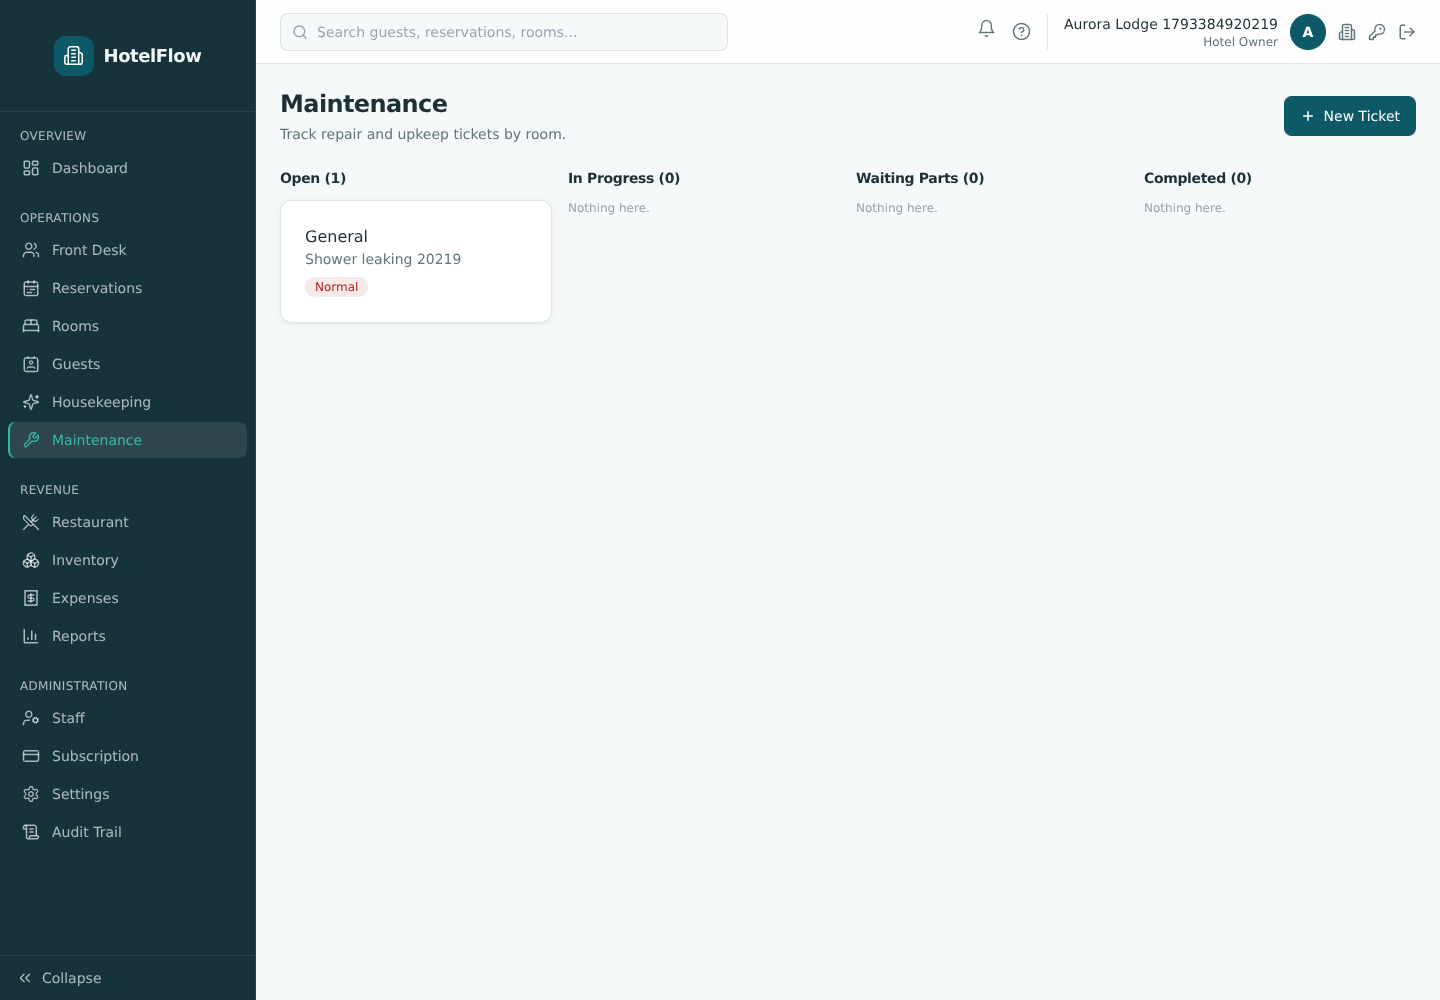 HotelFlow
OVERVIEW
Dashboard
OPERATIONS
Front Desk
Reservations
Rooms
Guests
Housekeeping
Maintenance
REVENUE
Restaurant
Inventory
Expenses
Reports
ADMINISTRATION
Staff
Subscription
Settings
Audit Trail
Collapse
Search guests, reservations, rooms...
Aurora Lodge 1793384920219
Hotel Owner
A
Maintenance
Track repair and upkeep tickets by room.
New Ticket
Open (1)
General
Shower leaking 20219
Normal
In Progress (0)
Nothing here.
Waiting Parts (0)
Nothing here.
Completed (0)
Nothing here.